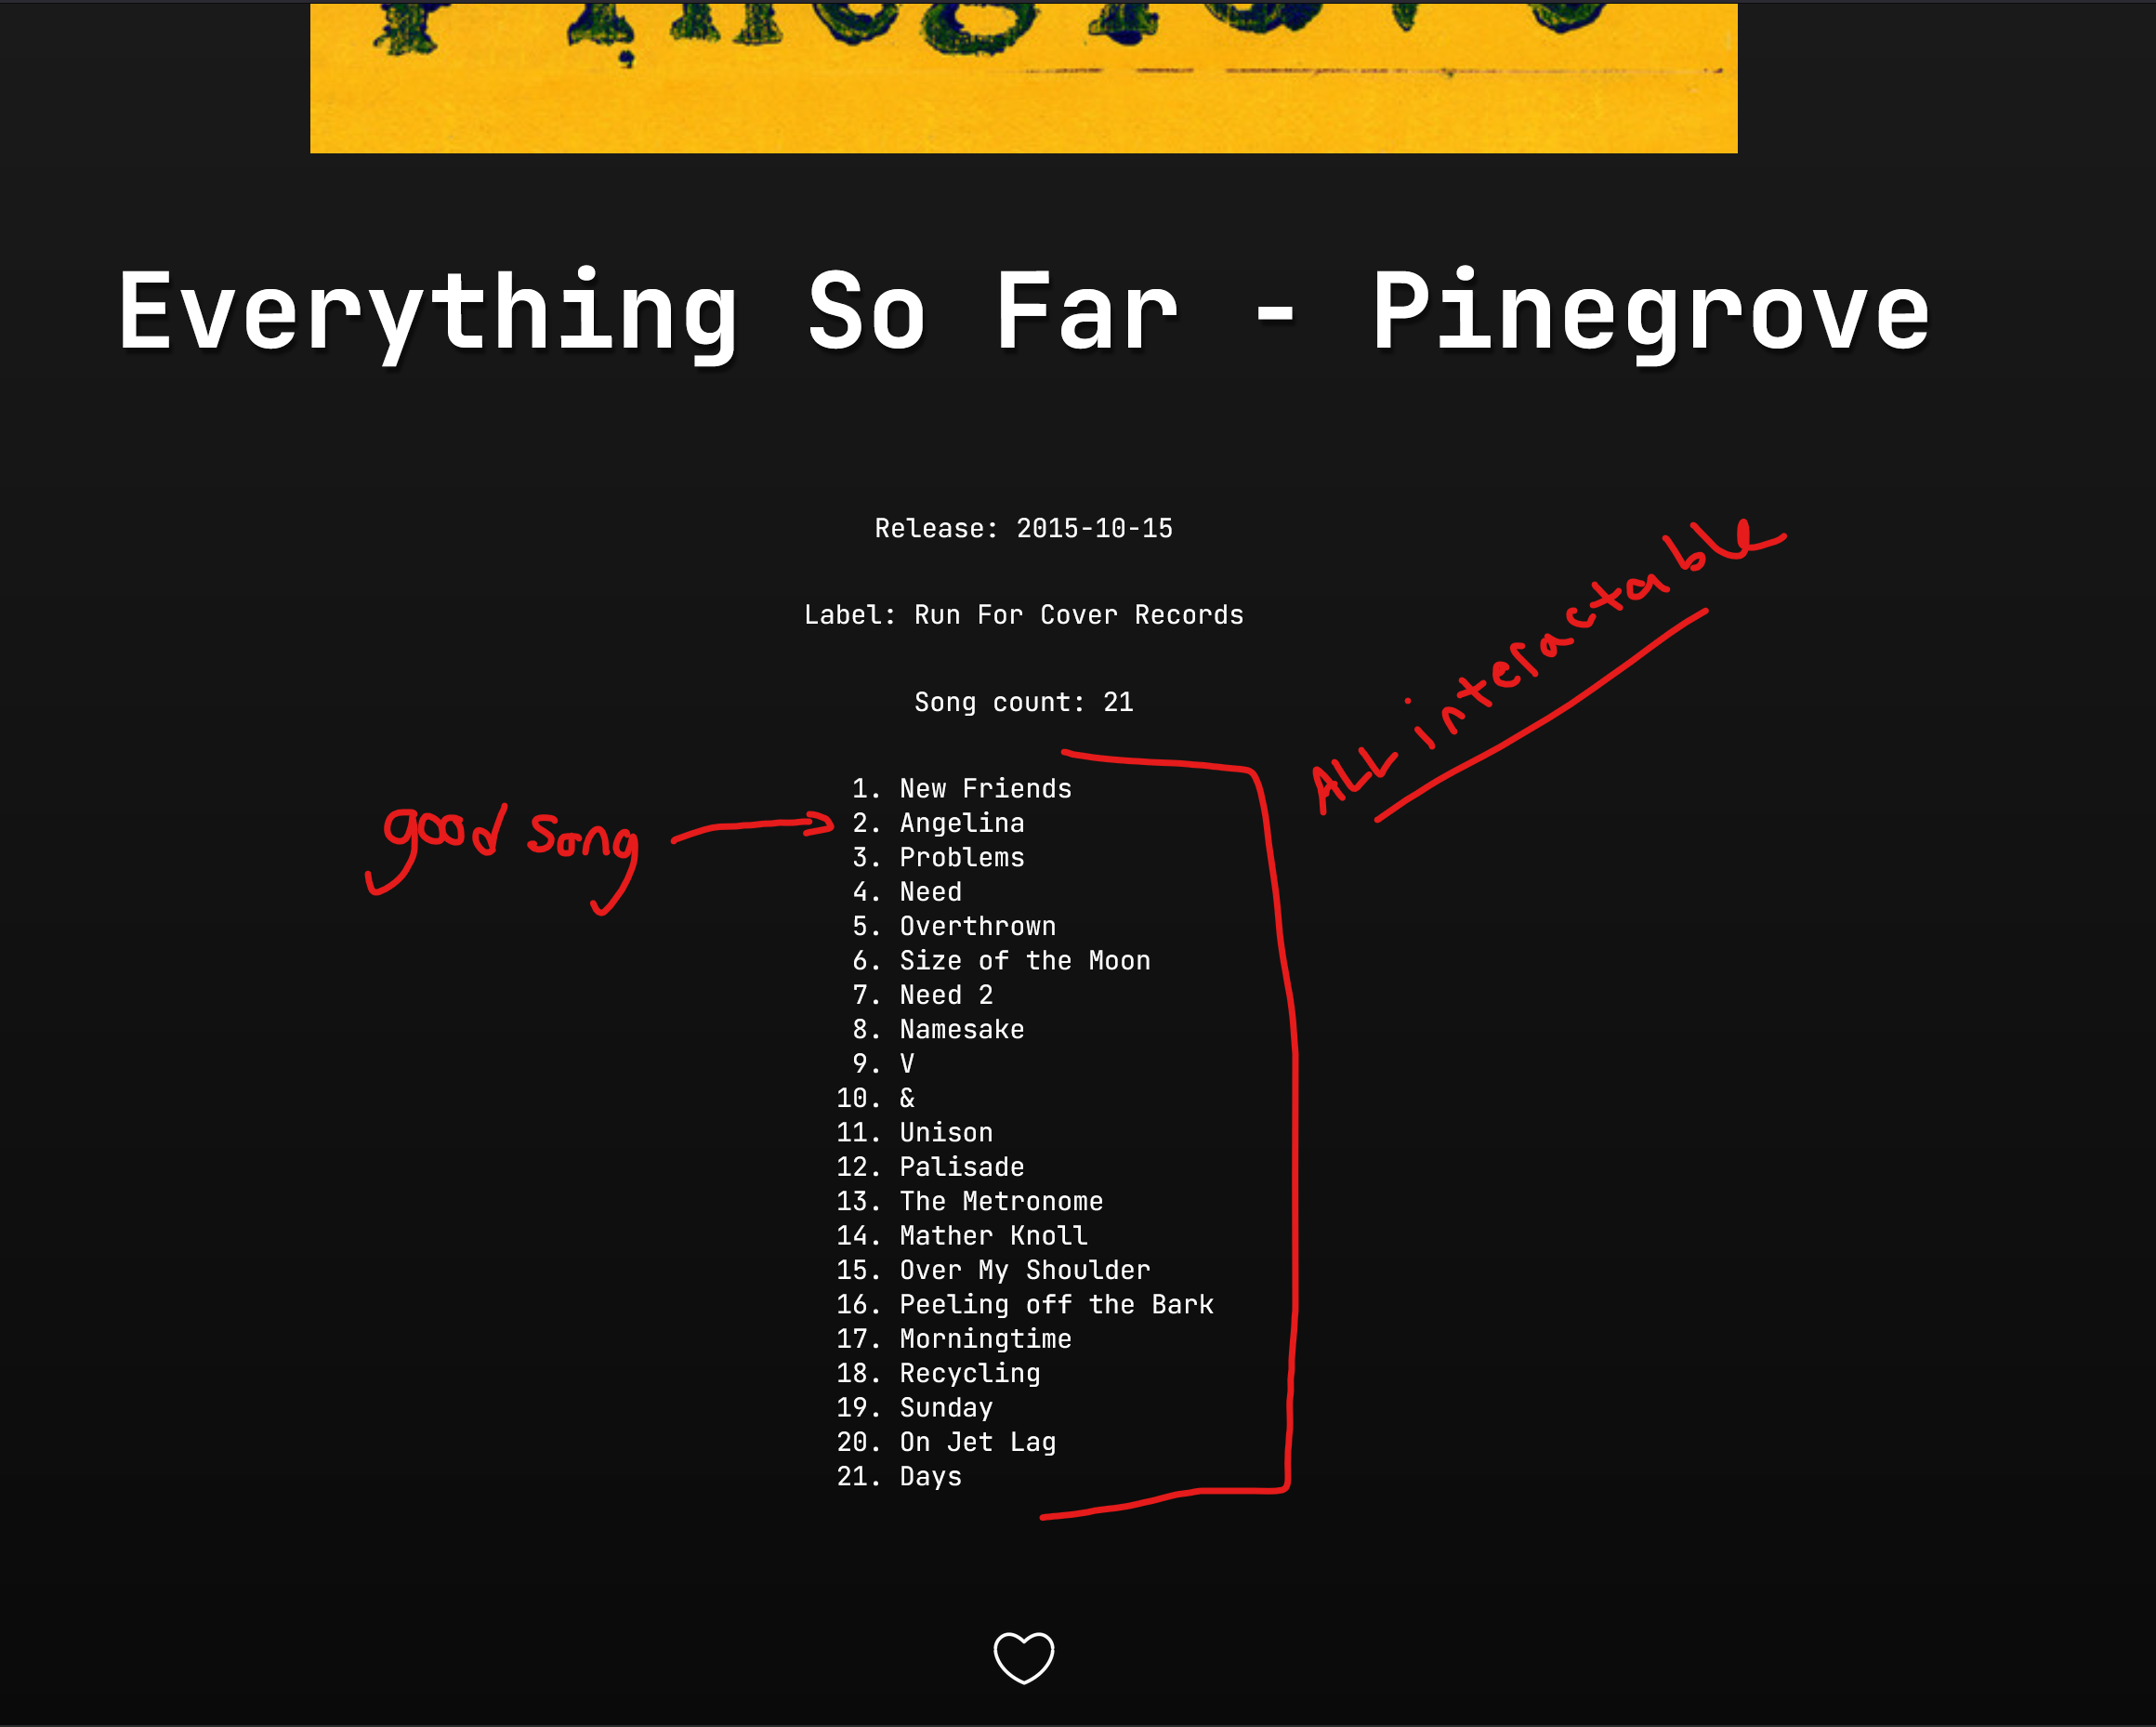 Pinegrove
Everything So Far - Pinegrove
Release: 2015-10-15
Label: Run For Cover Records
Song count: 21
ALL interactable
good song
1. New Friends
2. Angelina
3. Problems
4. Need
5. Overthrown
6. Size of the Moon
7. Need 2
8. Namesake
9. V
10. &
11. Unison
12. Palisade
13. The Metronome
14. Mather Knoll
15. Over My Shoulder
16. Peeling off the Bark
17. Morningtime
18. Recycling
19. Sunday
20. On Jet Lag
21. Days